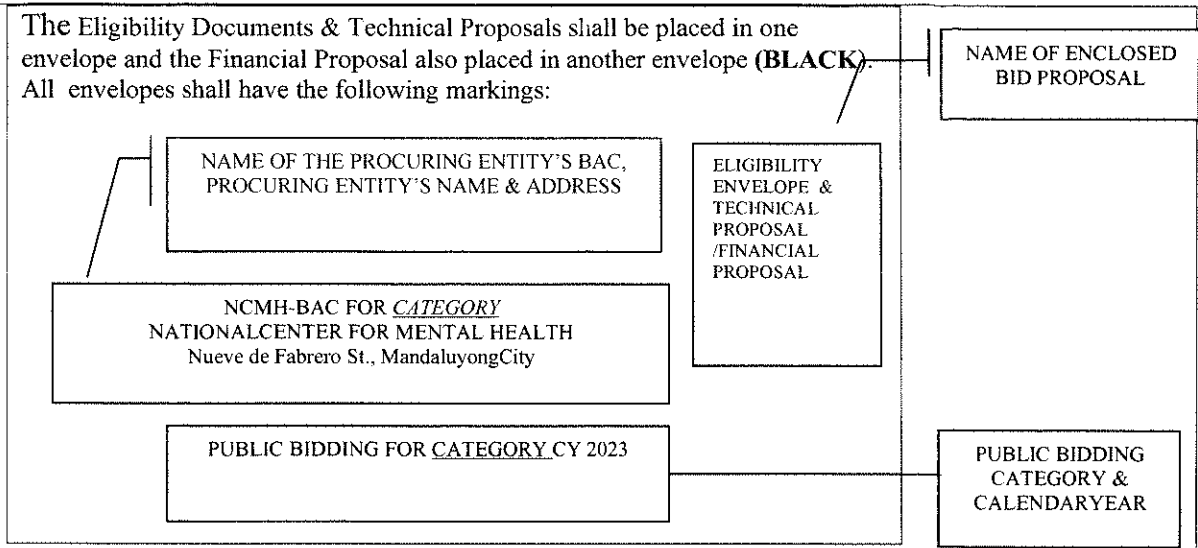 The Eligibility Documents & Technical Proposals shall be placed in one
envelope and the Financial Proposal also placed in another envelope (BLACK).
All envelopes shall have the following markings:
NAME OF ENCLOSED
BID PROPOSAL
NAME OF THE PROCURING ENTITY'S BAC,
PROCURING ENTITY'S NAME & ADDRESS
ELIGIBILITY
ENVELOPE &
TECHNICAL
PROPOSAL
/FINANCIAL
PROPOSAL
NCMH-BAC FOR CATEGORY
NATIONALCENTER FOR MENTAL HEALTH
Nueve de Fabrero St., MandaluyongCity
PUBLIC BIDDING FOR CATEGORY CY 2023
PUBLIC BIDDING
CATEGORY &
CALENDARYEAR